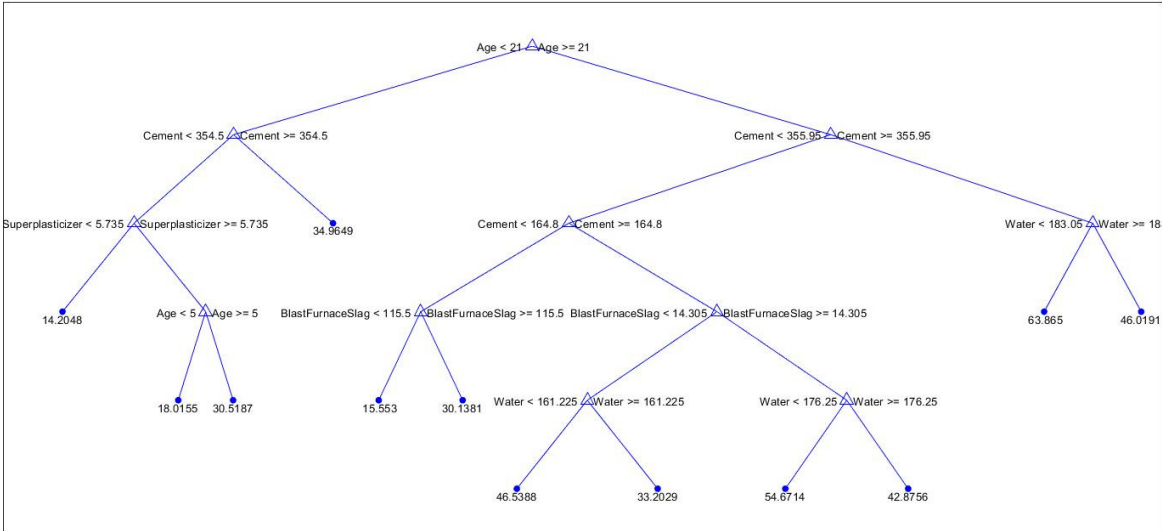 Age < 21 Age >= 21
Cement < 354.5 Cement >= 354.5 Cement < 355.95 Cement >= 355.95
Superplasticizer < 5.735 Superplasticizer >= 5.735 34.9649 Cement < 164.8 Cement >= 164.8 Water < 183.05 Water >= 18
14.2048 Age < 5 Age >= 5 BlastFurnaceSlag < 115.5 BlastFurnaceSlag >= 115.5 BlastFurnaceSlag < 14.305 BlastFurnaceSlag >= 14.305 63.865 46.0191
18.0155 30.5187 15.553 30.1381 Water < 161.225 Water >= 161.225 Water < 176.25 Water >= 176.25
46.5388 33.2029 54.6714 42.8756